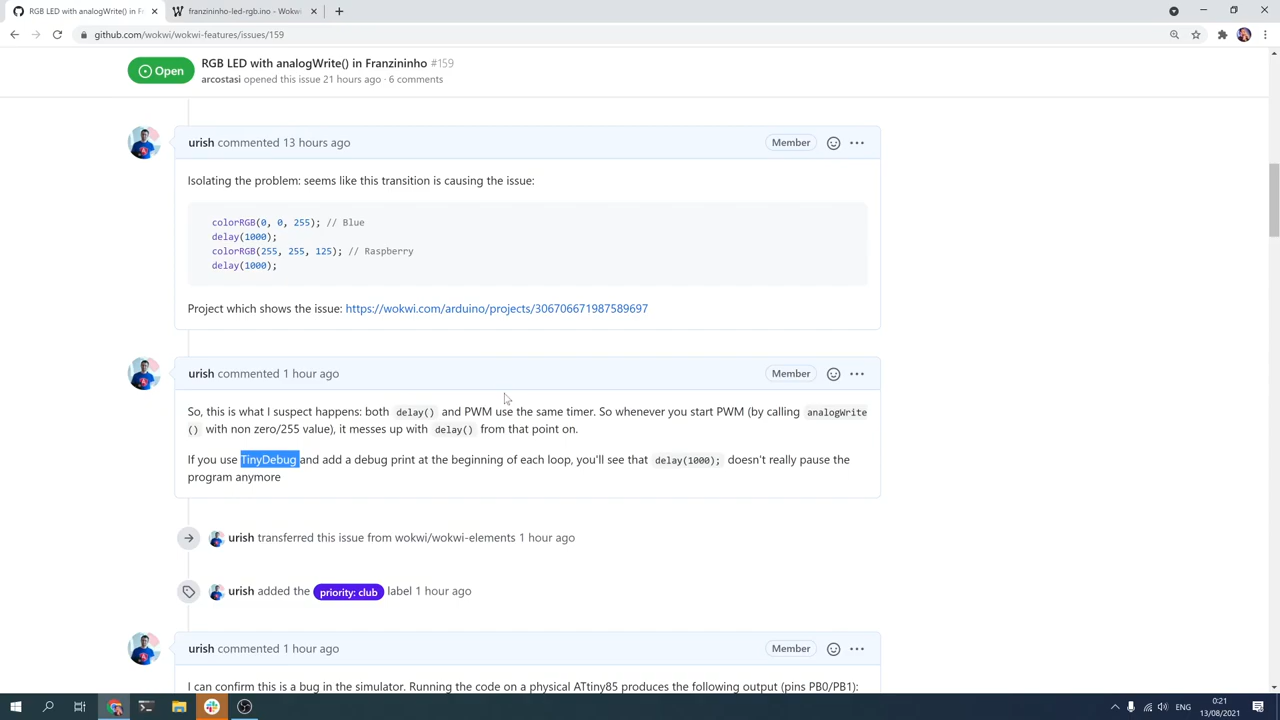 RGB LED with analogWrite() in F
franzininho-led-rgb.ino - Wokwi
github.com/wokwi/wokwi-features/issues/159
Open
RGB LED with analogWrite() in Franzininho #159
arcostasi opened this issue 21 hours ago · 6 comments
urish commented 13 hours ago
Member
Isolating the problem: seems like this transition is causing the issue:
colorRGB(0, 0, 255); // Blue
delay(1000);
colorRGB(255, 255, 125); // Raspberry
delay(1000);
Project which shows the issue: https://wokwi.com/arduino/projects/306706671987589697
urish commented 1 hour ago
Member
So, this is what I suspect happens: both delay() and PWM use the same timer. So whenever you start PWM (by calling analogWrite
() with non zero/255 value), it messes up with delay() from that point on.
If you use TinyDebug and add a debug print at the beginning of each loop, you'll see that delay(1000); doesn't really pause the
program anymore
urish transferred this issue from wokwi/wokwi-elements 1 hour ago
urish added the priority: club label 1 hour ago
urish commented 1 hour ago
Member
I can confirm this is a bug in the simulator. Running the code on a physical ATtiny85 produces the following output (pins PB0/PB1):
ENG
0:21
13/08/2021